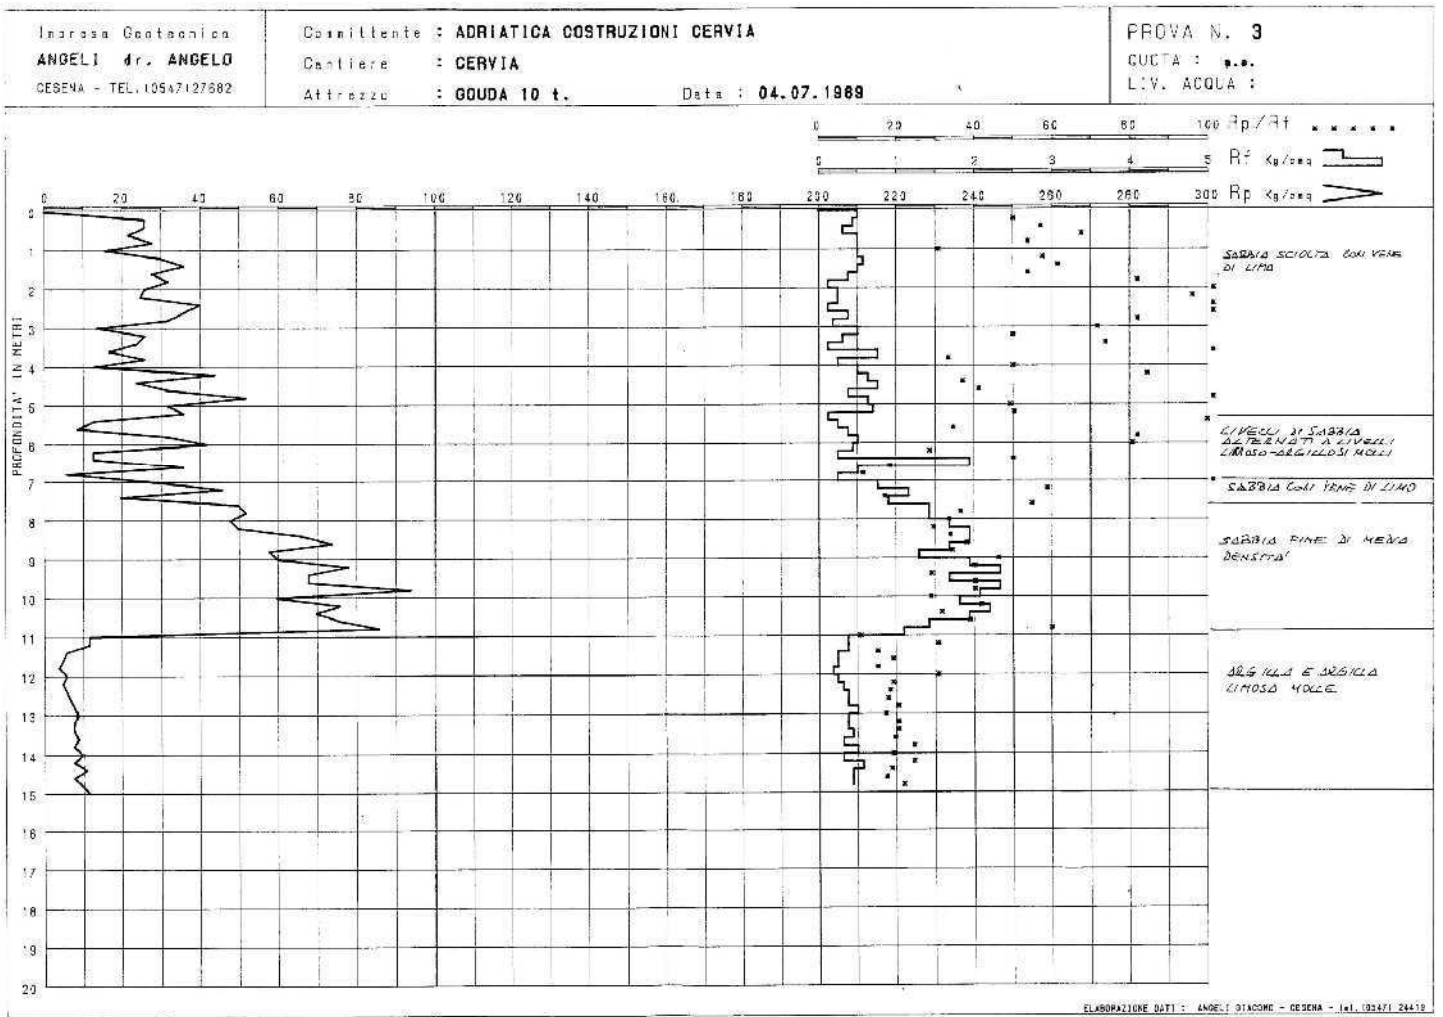 Impresa Geotecnica
ANGELI dr. ANGELO
CESENA - TEL. (0547)27682
Committente : ADRIATICA COSTRUZIONI CERVIA
Cantiere : CERVIA
Attrezzo : GOUDA 10 t. Data : 04.07.1989
PROVA N. 3
QUOTA :
LIV. ACQUA :
0 20 40 60 80 100 Rp/Rf
0 1 2 3 4 5 Rf Kg/cmq
0 20 40 60 80 100 120 140 160 180 200 220 240 260 280 300 Rp Kg/cmq
PROFONDITA' IN METRI
0
1
2
3
4
5
6
7
8
9
10
11
12
13
14
15
16
17
18
19
20
SABBIA SCIOLTA CON VENE
DI LIMO
LIVELLI DI SABBIA
ALTERNATI A LIVELLI
LIMOSO-ARGILLOSI MOLLI
SABBIA CON VENE DI LIMO
SABBIA FINE DI MEDIA
DENSITA'
ARGILLA E ARGILLA
LIMOSA MOLLE
ELABORAZIONE DATI : ANGELI GIACOMO - CESENA - tel. (0547) 24419